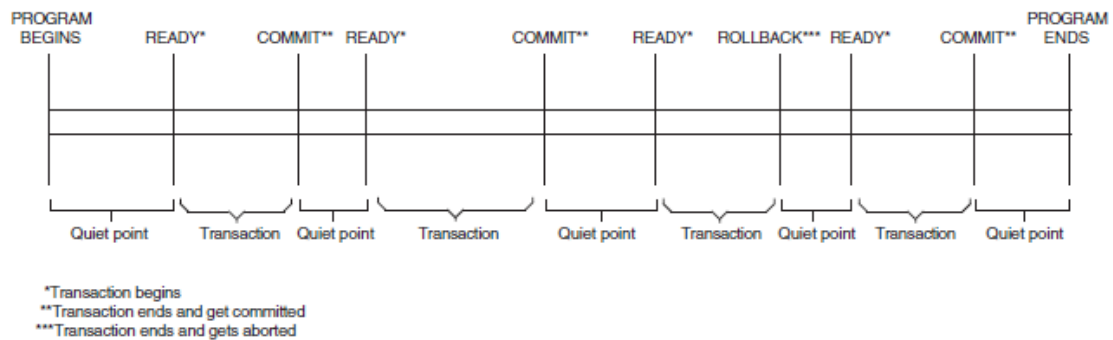 PROGRAM BEGINS
READY*
COMMIT**
READY*
COMMIT**
READY*
ROLLBACK***
READY*
COMMIT**
PROGRAM ENDS
Quiet point
Transaction
Quiet point
Transaction
Quiet point
Transaction
Quiet point
Transaction
Quiet point
*Transaction begins
**Transaction ends and get committed
***Transaction ends and gets aborted